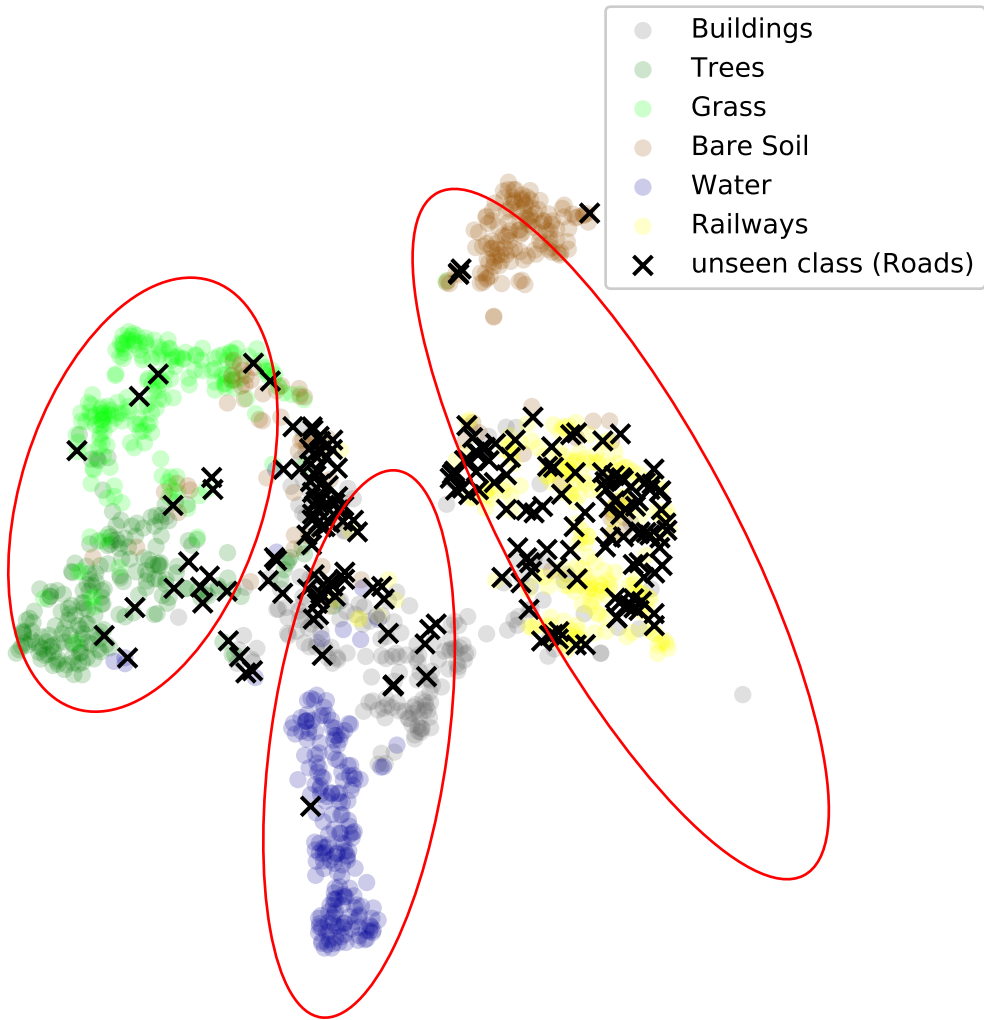 Buildings
Trees
Grass
Bare Soil
Water
Railways
unseen class (Roads)